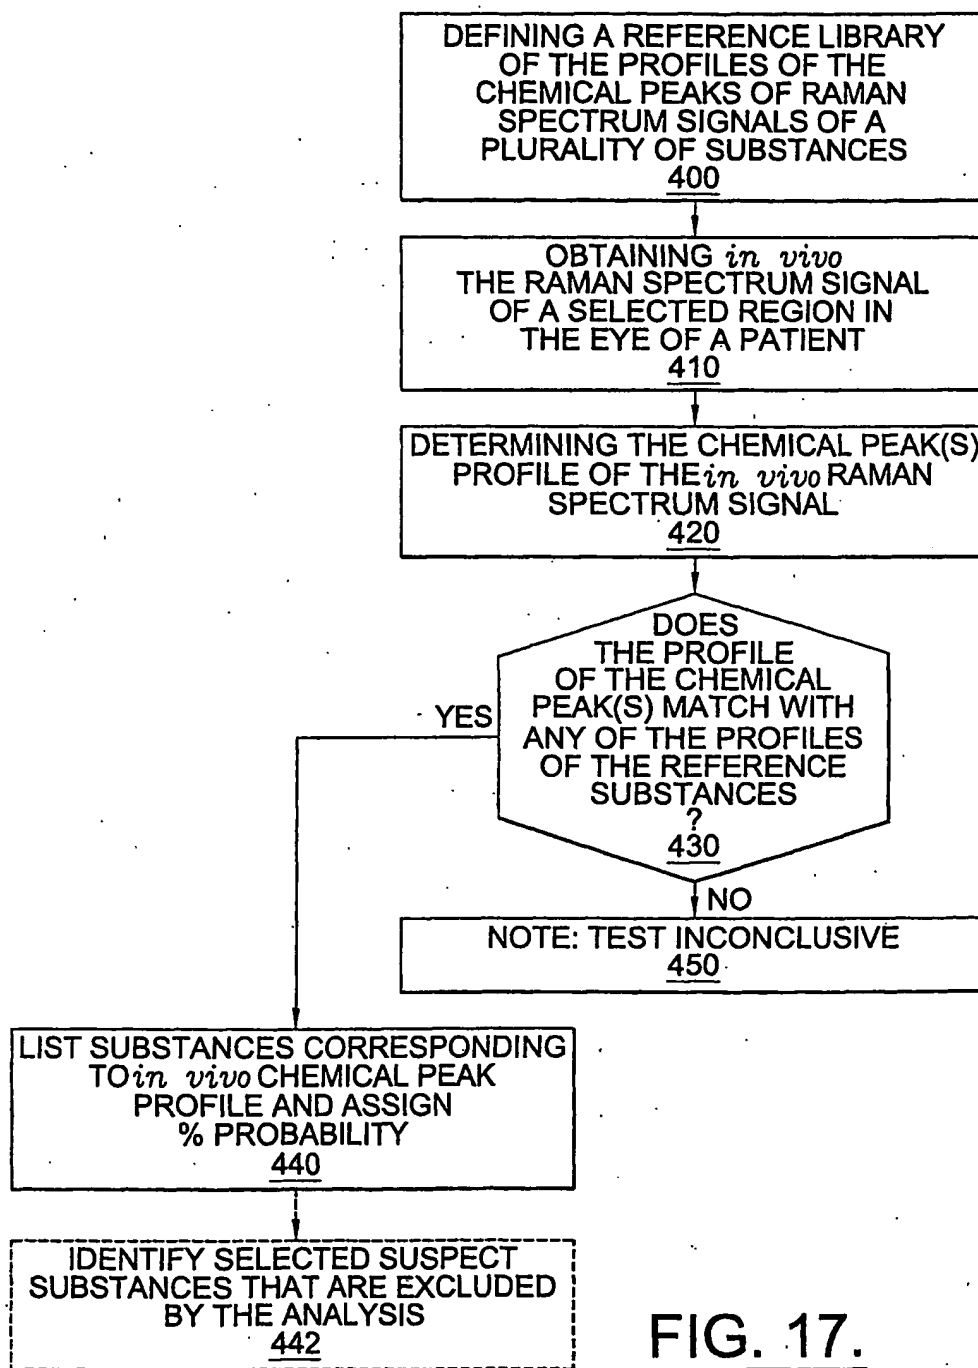 DEFINING A REFERENCE LIBRARY
OF THE PROFILES OF THE
CHEMICAL PEAKS OF RAMAN
SPECTRUM SIGNALS OF A
PLURALITY OF SUBSTANCES
400
OBTAINING in vivo
THE RAMAN SPECTRUM SIGNAL
OF A SELECTED REGION IN
THE EYE OF A PATIENT
410
DETERMINING THE CHEMICAL PEAK(S)
PROFILE OF THE in vivo RAMAN
SPECTRUM SIGNAL
420
DOES
THE PROFILE
OF THE CHEMICAL
PEAK(S) MATCH WITH
ANY OF THE PROFILES
OF THE REFERENCE
SUBSTANCES
?
430
YES
NO
NOTE: TEST INCONCLUSIVE
450
LIST SUBSTANCES CORRESPONDING
TO in vivo CHEMICAL PEAK
PROFILE AND ASSIGN
% PROBABILITY
440
IDENTIFY SELECTED SUSPECT
SUBSTANCES THAT ARE EXCLUDED
BY THE ANALYSIS
442
FIG. 17.